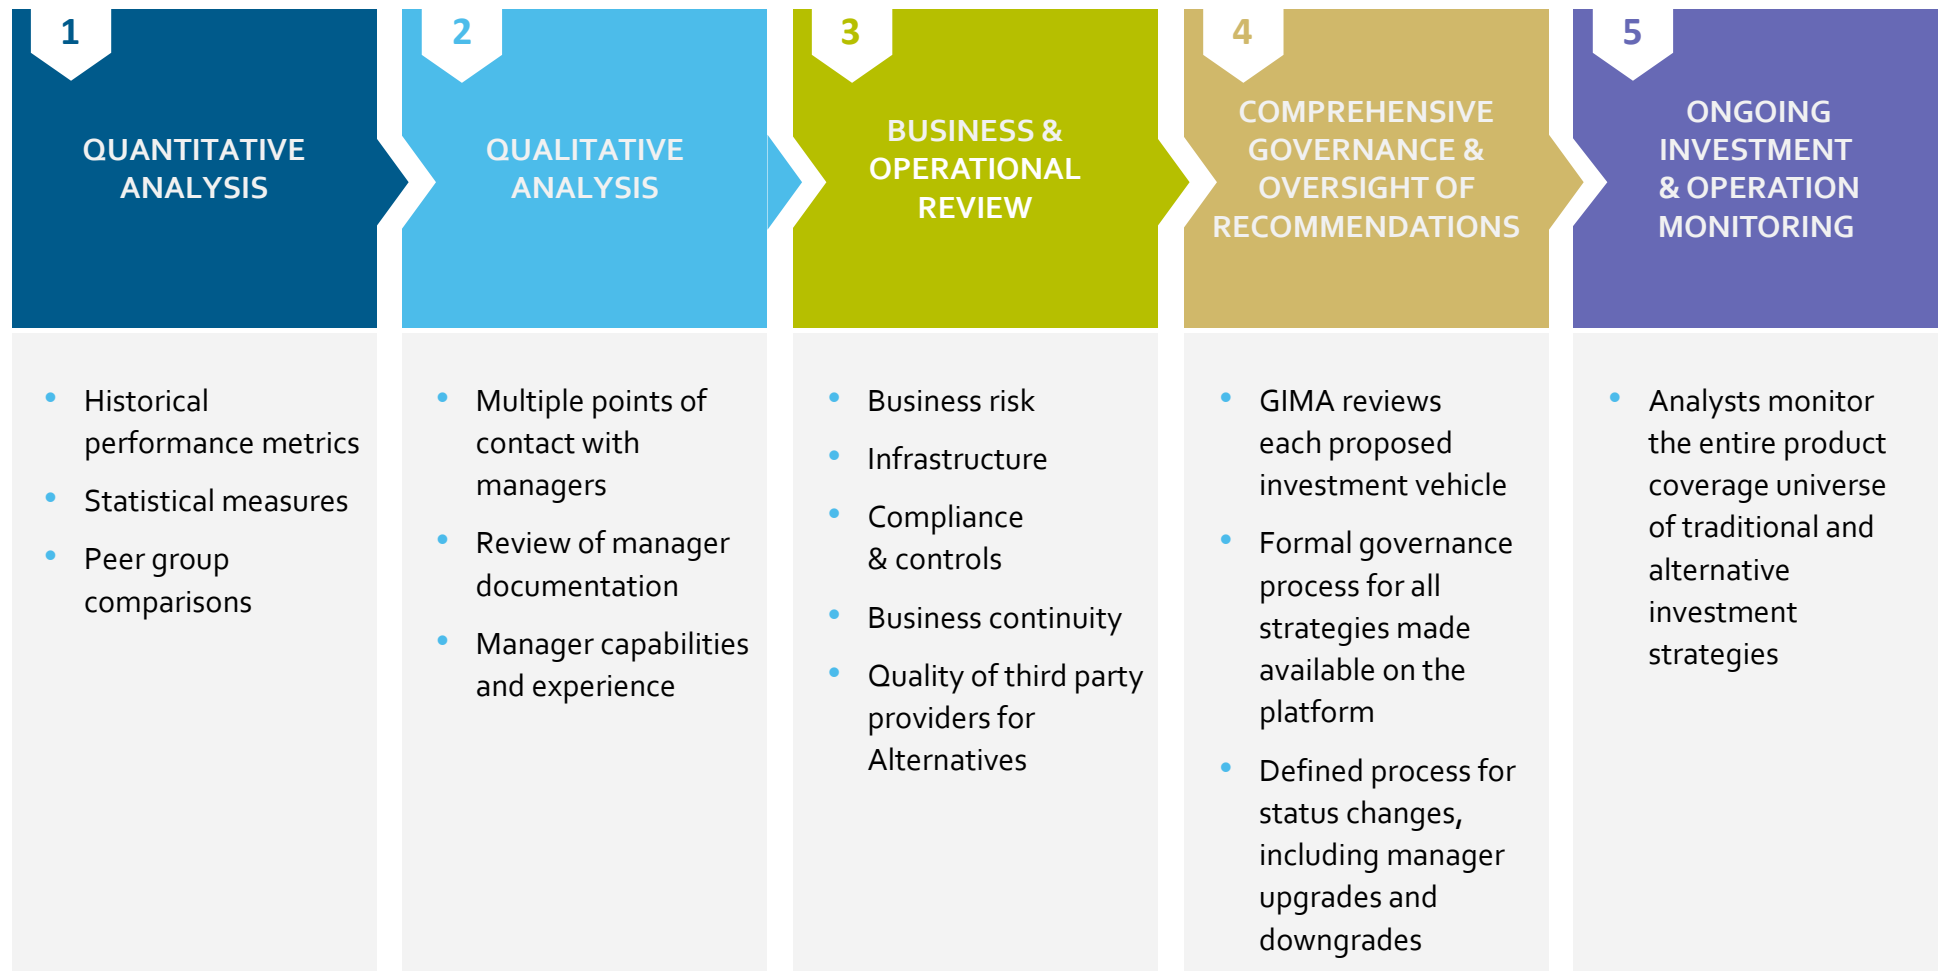 1
QUANTITATIVE
ANALYSIS
• Historical
performance metrics
• Statistical measures
• Peer group
comparisons
2
QUALITATIVE
ANALYSIS
• Multiple points of
contact with
managers
• Review of manager
documentation
• Manager capabilities
and experience
3
BUSINESS &
OPERATIONAL
REVIEW
• Business risk
• Infrastructure
• Compliance
& controls
• Business continuity
• Quality of third party
providers for
Alternatives
4
COMPREHENSIVE
GOVERNANCE &
OVERSIGHT OF
RECOMMENDATIONS
• GIMA reviews
each proposed
investment vehicle
• Formal governance
process for all
strategies made
available on the
platform
• Defined process for
status changes,
including manager
upgrades and
downgrades
5
ONGOING
INVESTMENT
& OPERATION
MONITORING
• Analysts monitor
the entire product
coverage universe
of traditional and
alternative
investment
strategies